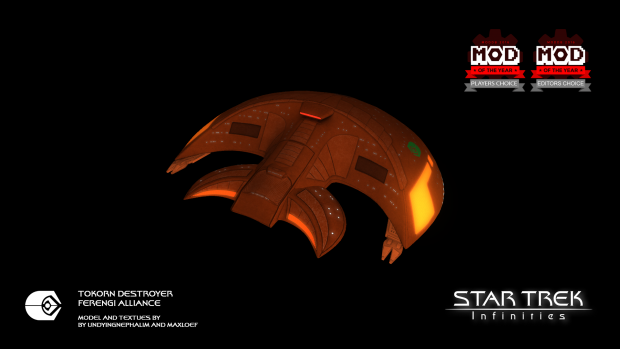 MOD
OF THE YEAR
PLAYERS CHOICE
MOD
OF THE YEAR
EDITORS CHOICE
TOKORN DESTROYER
FERENGI ALLIANCE
MODEL AND TEXTUES BY
BY UNDYINGNEPHALIM AND MAXLOEF
STAR TREK
Infinities